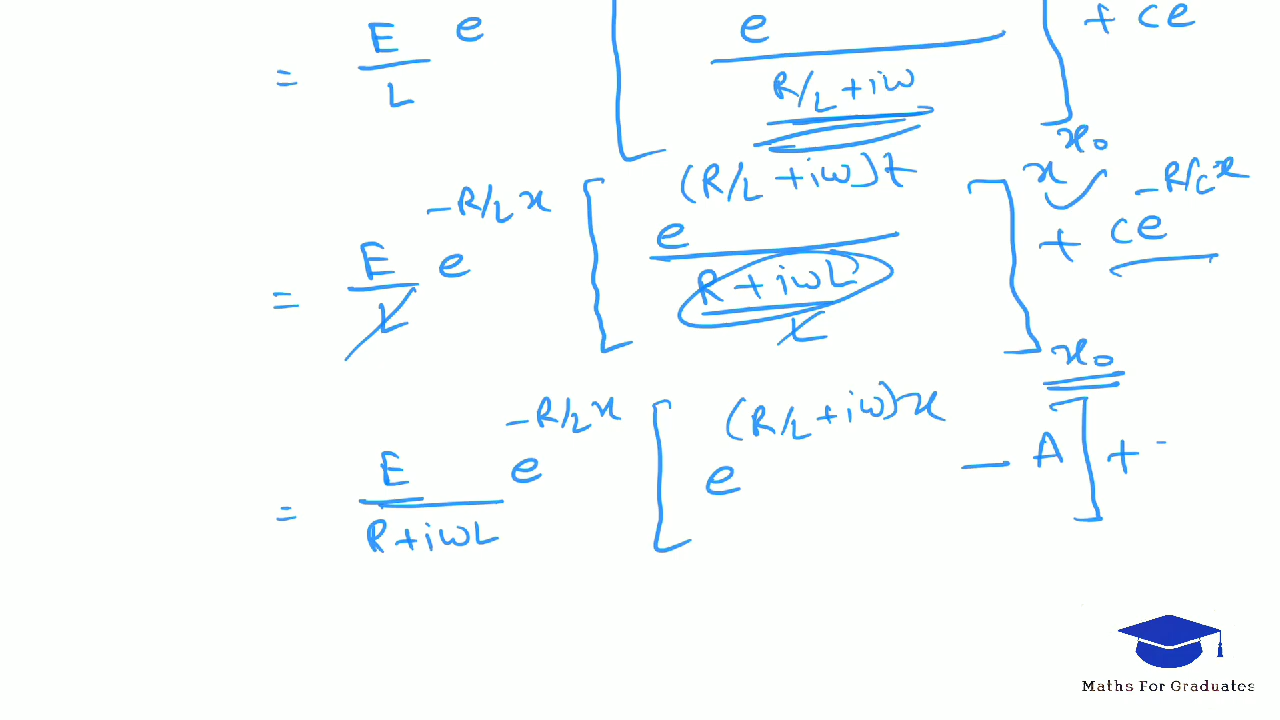 = E/L e [ e / R/L + iω ] x₀ + ce
= E/L e^{-R/L x} [ e^{(R/L + iω)t} / R + iωL / L ]_{x₀}^{x} + ce^{-R/L x}
= E / R + iωL e^{-R/L x} [ e^{(R/L + iω)x} - A ] +
Maths For Graduates